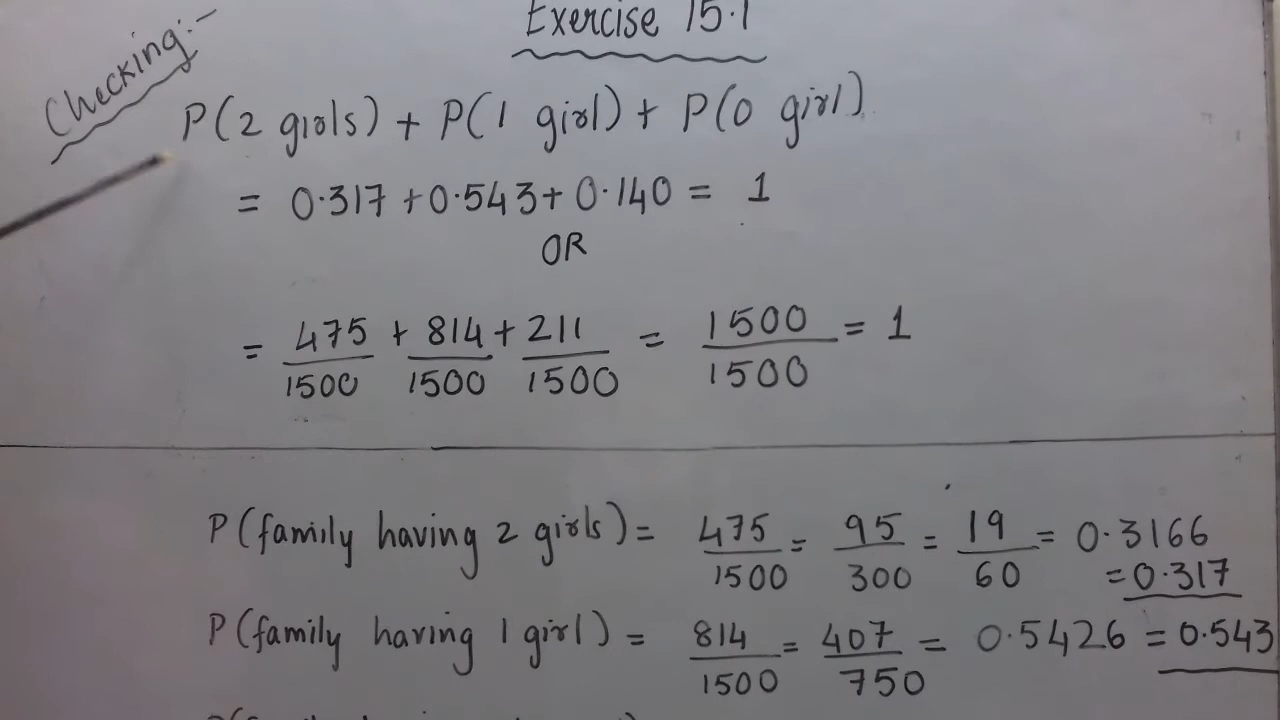 Exercise 15.1
Checking:-
P(2 girls) + P(1 girl) + P(0 girl)
= 0.317 + 0.543 + 0.140 = 1
OR
= 475/1500 + 814/1500 + 211/1500 = 1500/1500 = 1
P(family having 2 girls) = 475/1500 = 95/300 = 19/60 = 0.3166
= 0.317
P(family having 1 girl) = 814/1500 = 407/750 = 0.5426 = 0.543